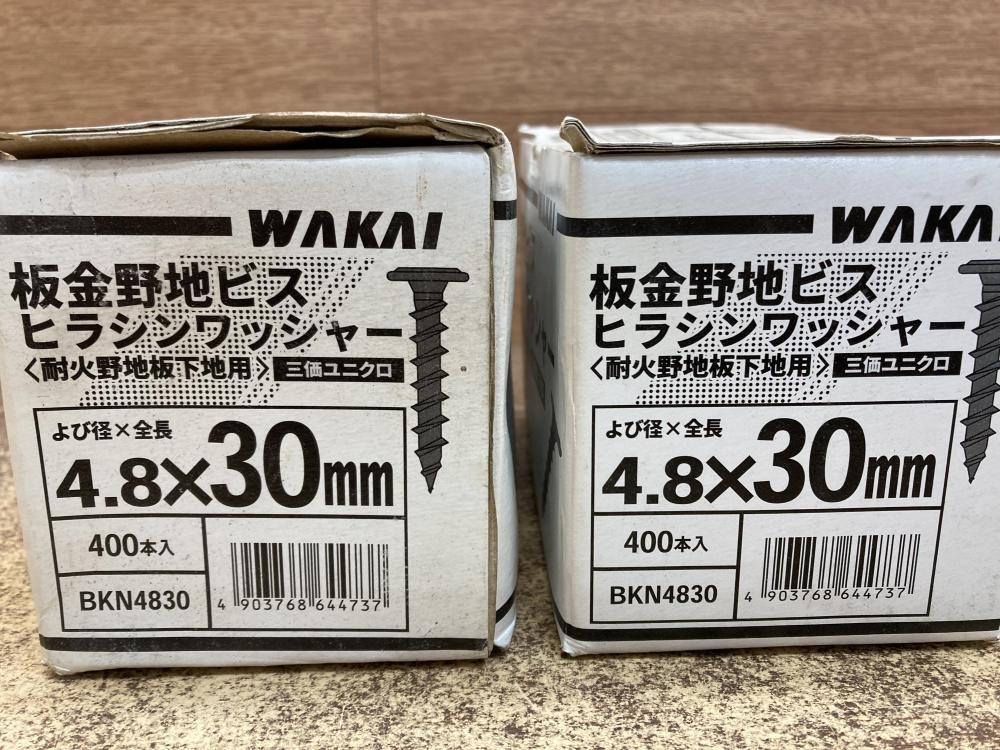 WAKAI
板金野地ビス
ヒラシンワッシャー
〈耐火野地板下地用〉 三価ユニクロ
よび径×全長
4.8×30mm
400本入
BKN4830
4 903768 644737
WAKAI
板金野地ビス
ヒラシンワッシャー
〈耐火野地板下地用〉 三価ユニクロ
よび径×全長
4.8×30mm
400本入
BKN4830
4 903768 644737